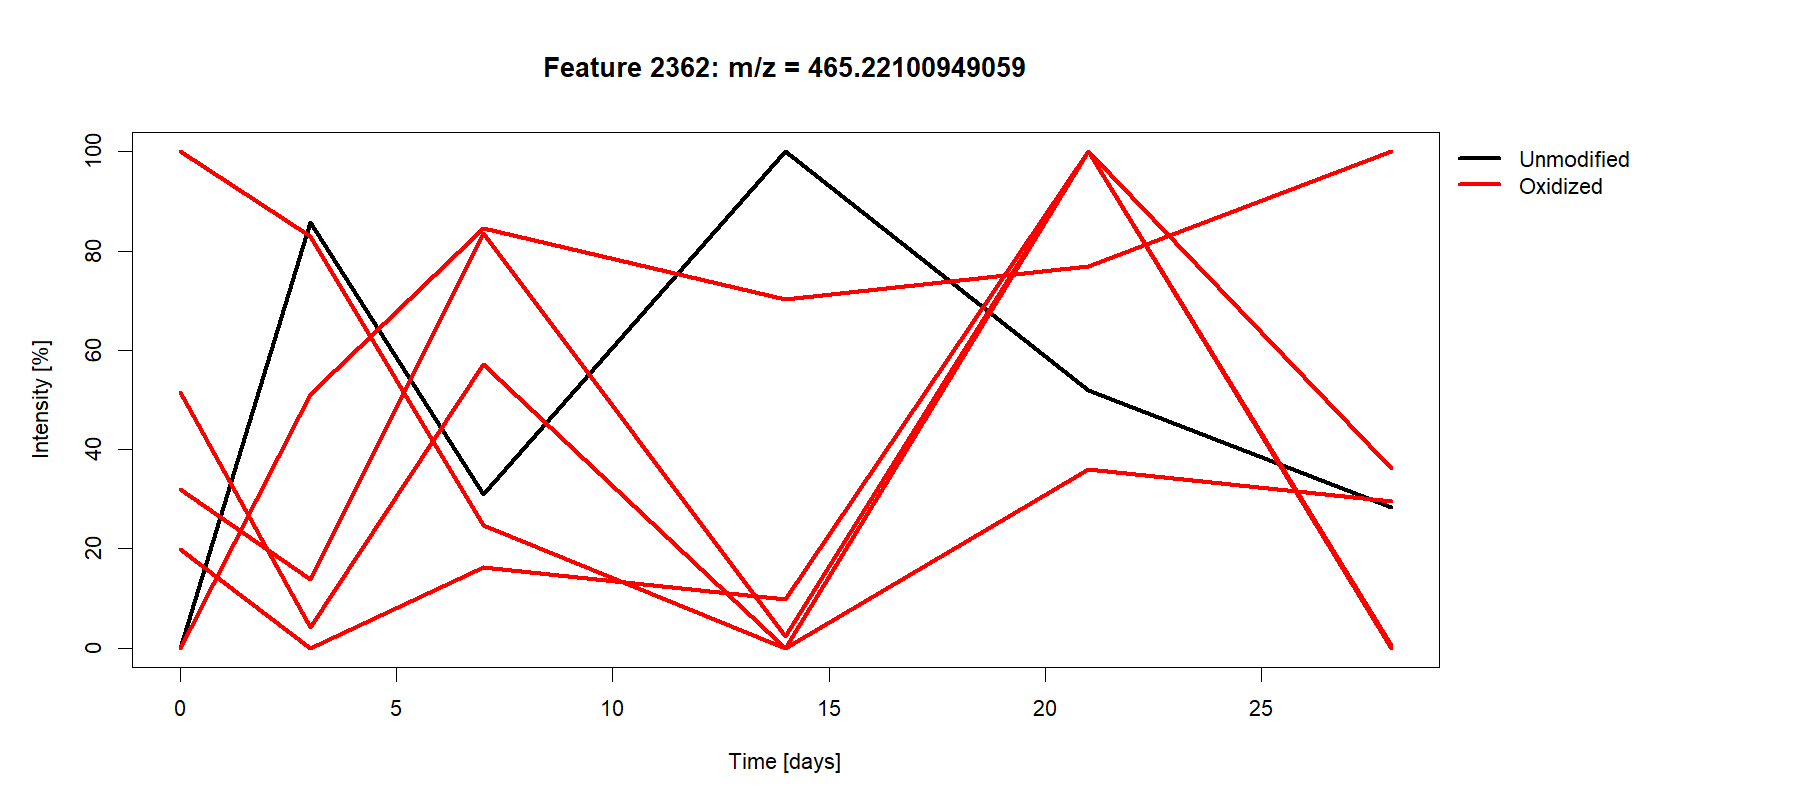 Feature 2362: m/z = 465.22100949059
Unmodified
Oxidized
Intensity [%]
100
80
60
40
20
0
0 5 10 15 20 25
Time [days]